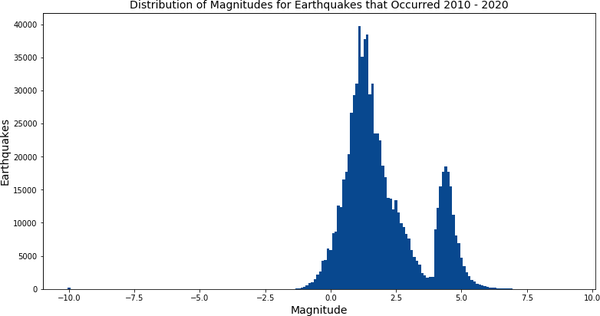 Distribution of Magnitudes for Earthquakes that Occurred 2010 - 2020
40000
35000
30000
25000
20000
15000
10000
5000
0
Earthquakes
−10.0 −7.5 −5.0 −2.5 0.0 2.5 5.0 7.5 10.0
Magnitude